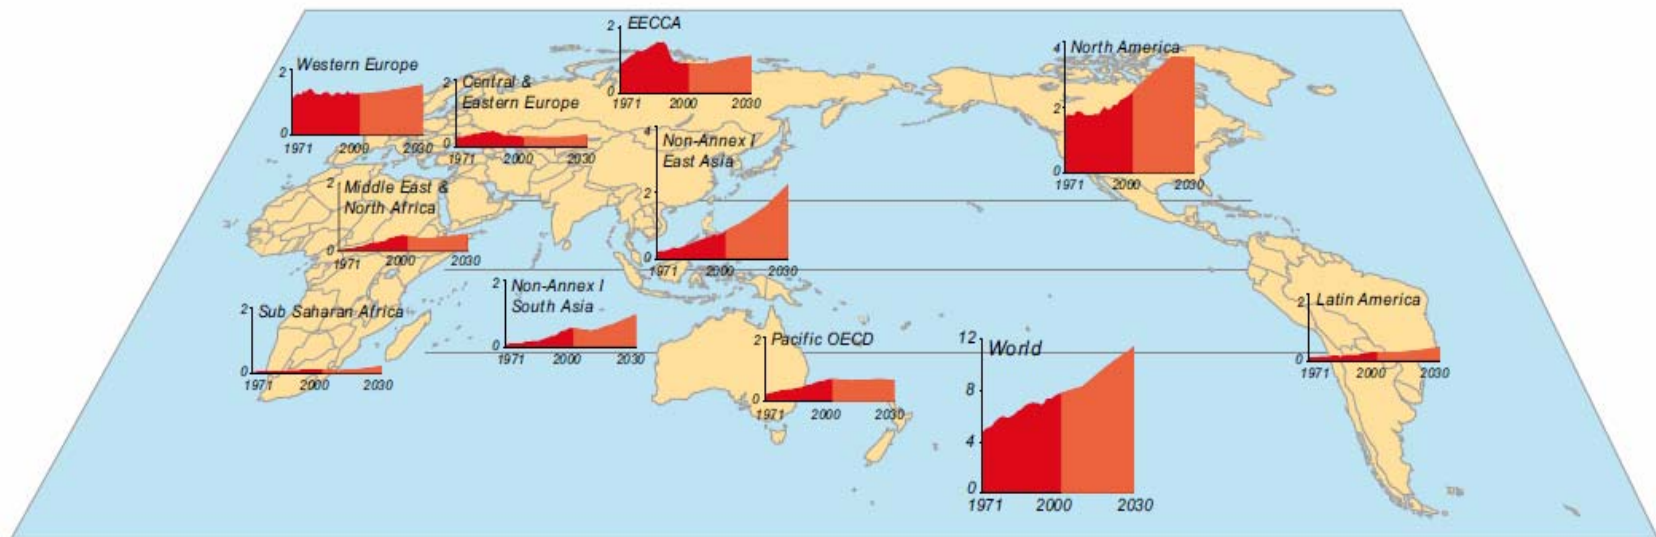 EECCA
2
1971 2000 2030
0
Western Europe
2
0
1971 2000 2030
Central &
Eastern Europe
2
0
1971 2000 2030
North America
4
2
0
1971 2000 2030
Non-Annex I
East Asia
4
2
0
1971 2000 2030
Middle East &
North Africa
2
0
1971 2000 2030
Non-Annex I
South Asia
2
0
1971 2000 2030
Sub Saharan Africa
2
0
1971 2000 2030
Pacific OECD
2
0
1971 2000 2030
World
12
8
4
0
1971 2000 2030
Latin America
2
0
1971 2000 2030